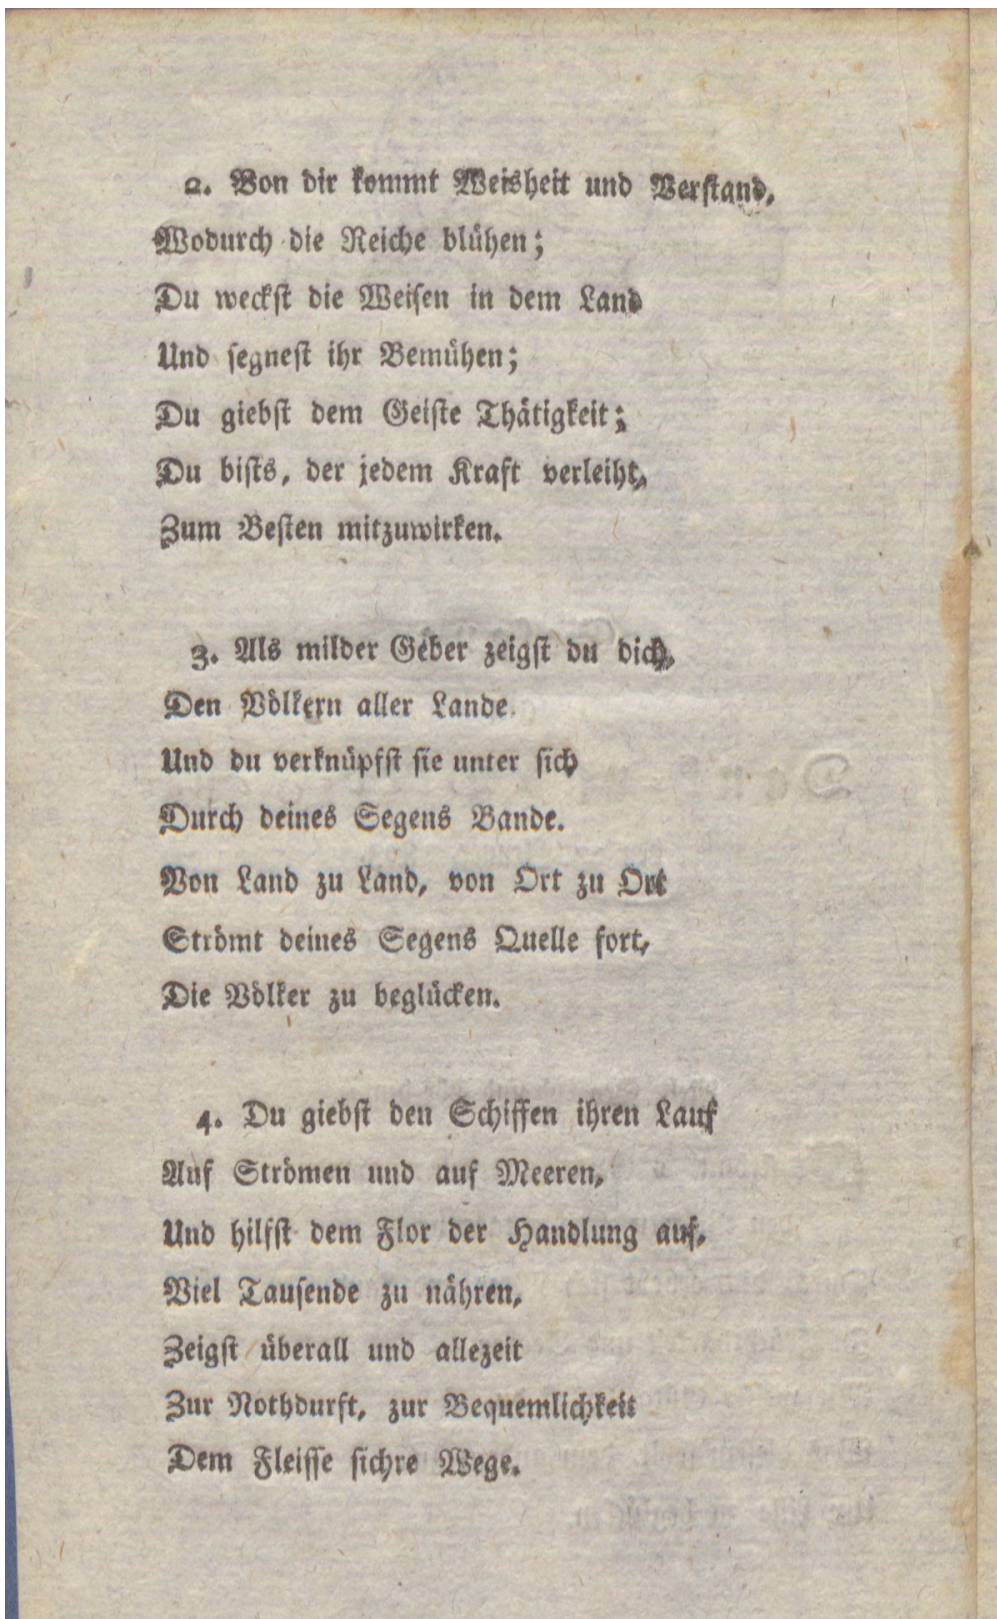 2. Von dir kommt Weisheit und Verstand,
Wodurch die Reiche blühen;
Du weckst die Weisen in dem Land
Und segnest ihr Bemühen;
Du giebst dem Geiste Thätigkeit;
Du bists, der jedem Kraft verleiht,
Zum Besten mitzuwirken.
3. Als milder Geber zeigst du dich,
Den Völkern aller Lande
Und du verknüpfst sie unter sich
Durch deines Segens Bande.
Von Land zu Land, von Ort zu Ort
Strömt deines Segens Quelle fort,
Die Völker zu beglücken.
4. Du giebst den Schiffen ihren Lauf
Auf Strömen und auf Meeren,
Und hilfst dem Flor der Handlung auf,
Viel Tausende zu nähren,
Zeigst überall und allezeit
Zur Nothdurft, zur Bequemlichkeit
Dem Fleisse sichre Wege.